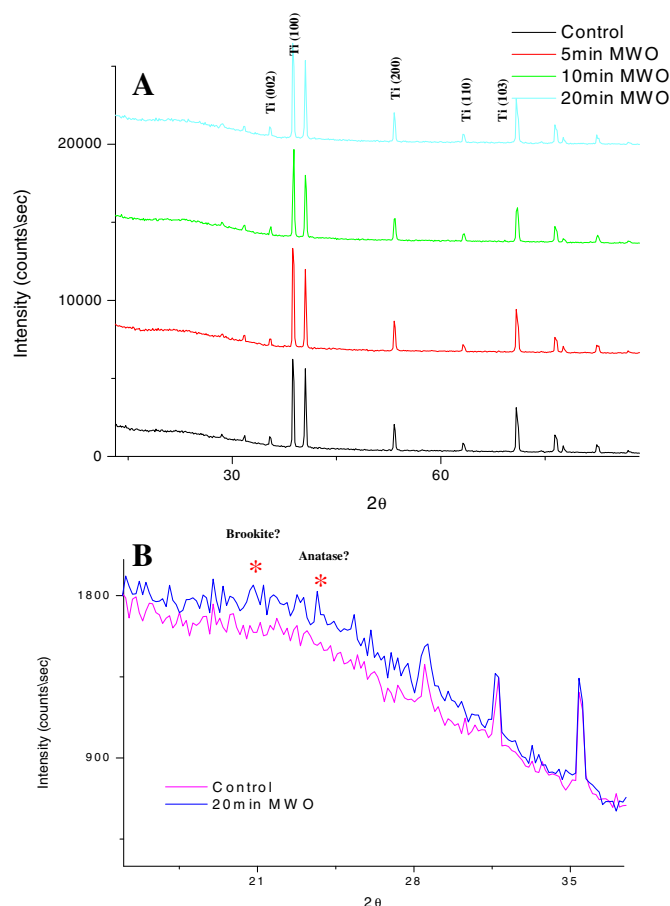 Control
5min MWO
10min MWO
20min MWO
A
Ti (002)
Ti (100)
Ti (200)
Ti (110)
Ti (103)
20000
10000
0
Intensity (counts\sec)
30
60
2θ
B
Brookite?
*
Anatase?
*
1800
900
Intensity (counts\sec)
Control
20min MWO
21
28
35
2θ